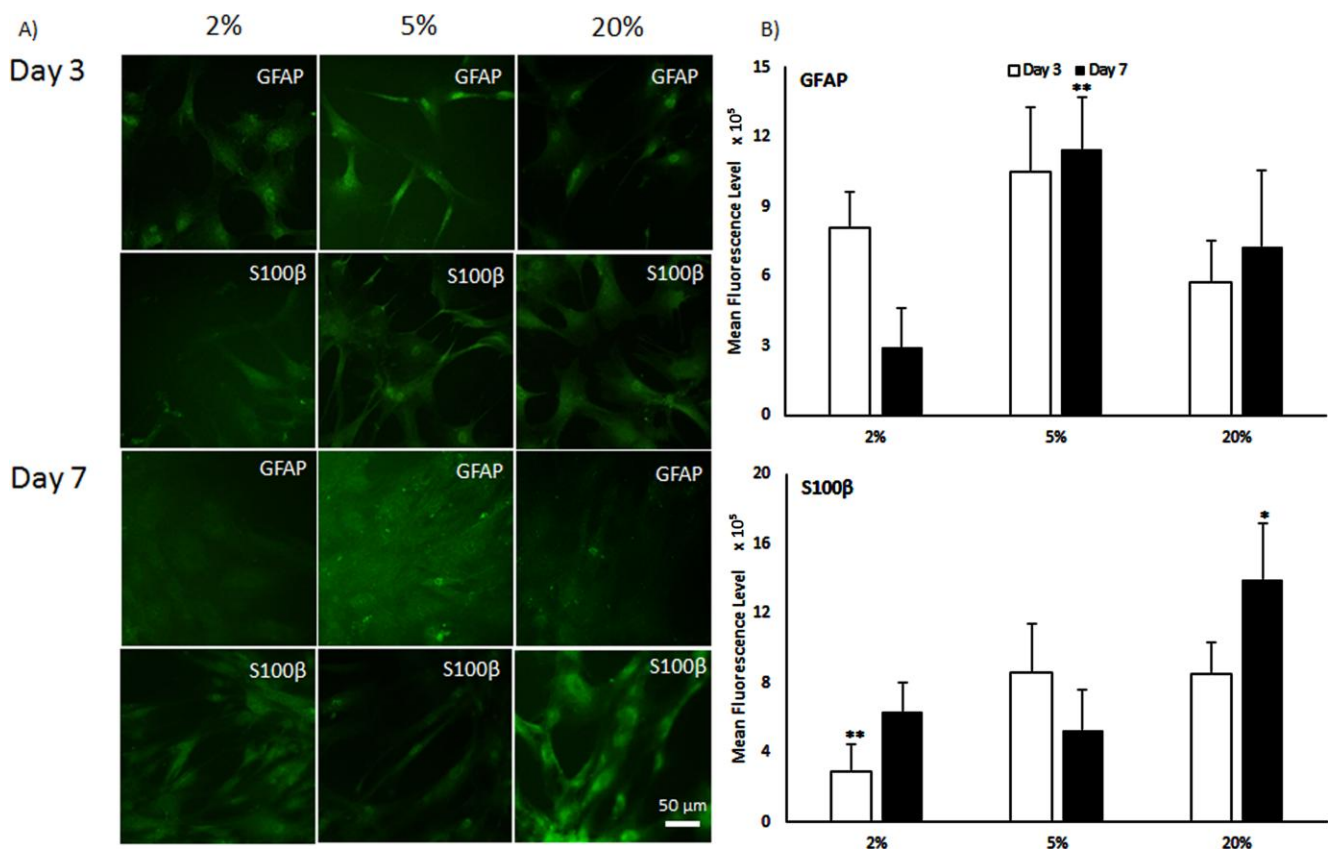 A)
2% 5% 20%
Day 3
GFAP GFAP GFAP
S100β S100β S100β
Day 7
GFAP GFAP GFAP
S100β S100β S100β
50 μm
B)
GFAP
Day 3 Day 7
**
15
12
9
6
3
0
Mean Fluorescence Level x 10⁵
2% 5% 20%
S100β
*
**
20
16
12
8
4
0
Mean Fluorescence Level x 10⁵
2% 5% 20%